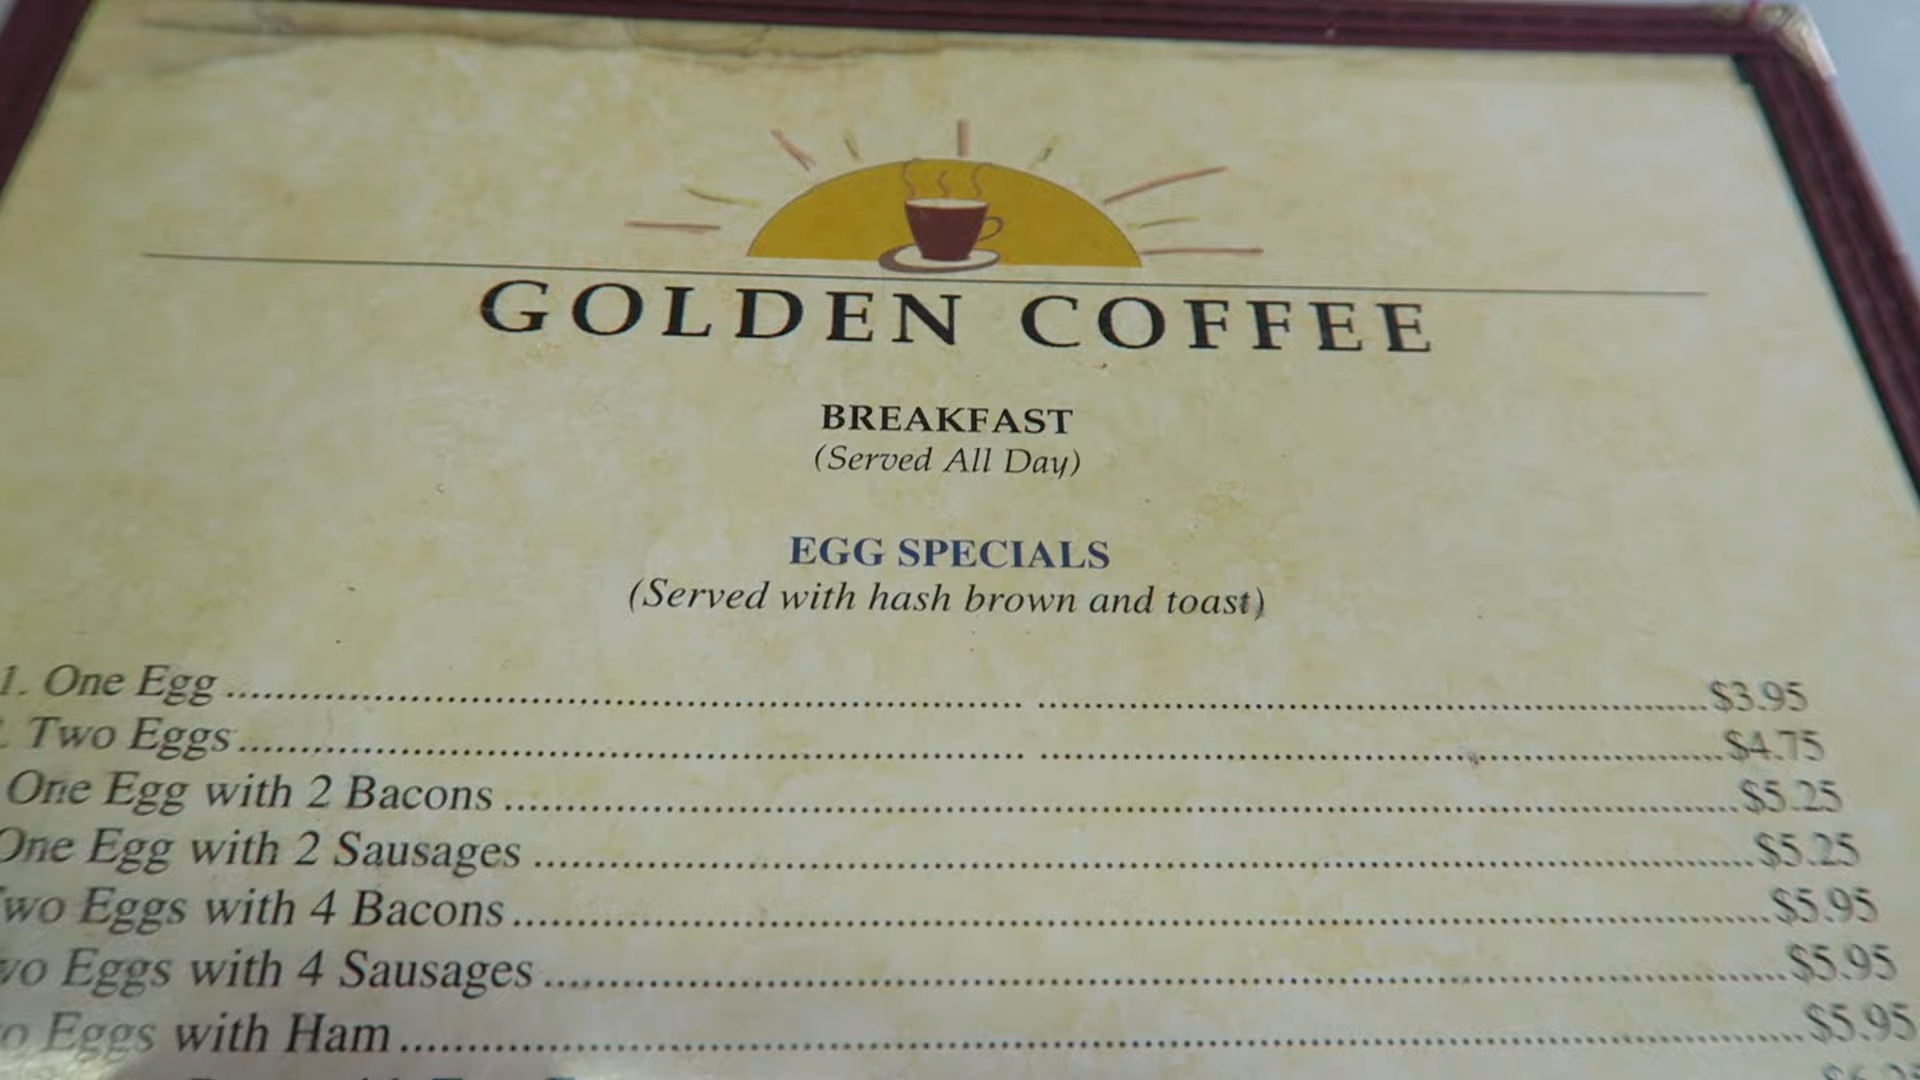 GOLDEN COFFEE
BREAKFAST
(Served All Day)
EGG SPECIALS
(Served with hash brown and toast)
1. One Egg ........ $3.95
Two Eggs ........ $4.75
One Egg with 2 Bacons ........ $5.25
One Egg with 2 Sausages ........ $5.25
wo Eggs with 4 Bacons ........ $5.95
wo Eggs with 4 Sausages ........ $5.95
o Eggs with Ham ........ $5.95